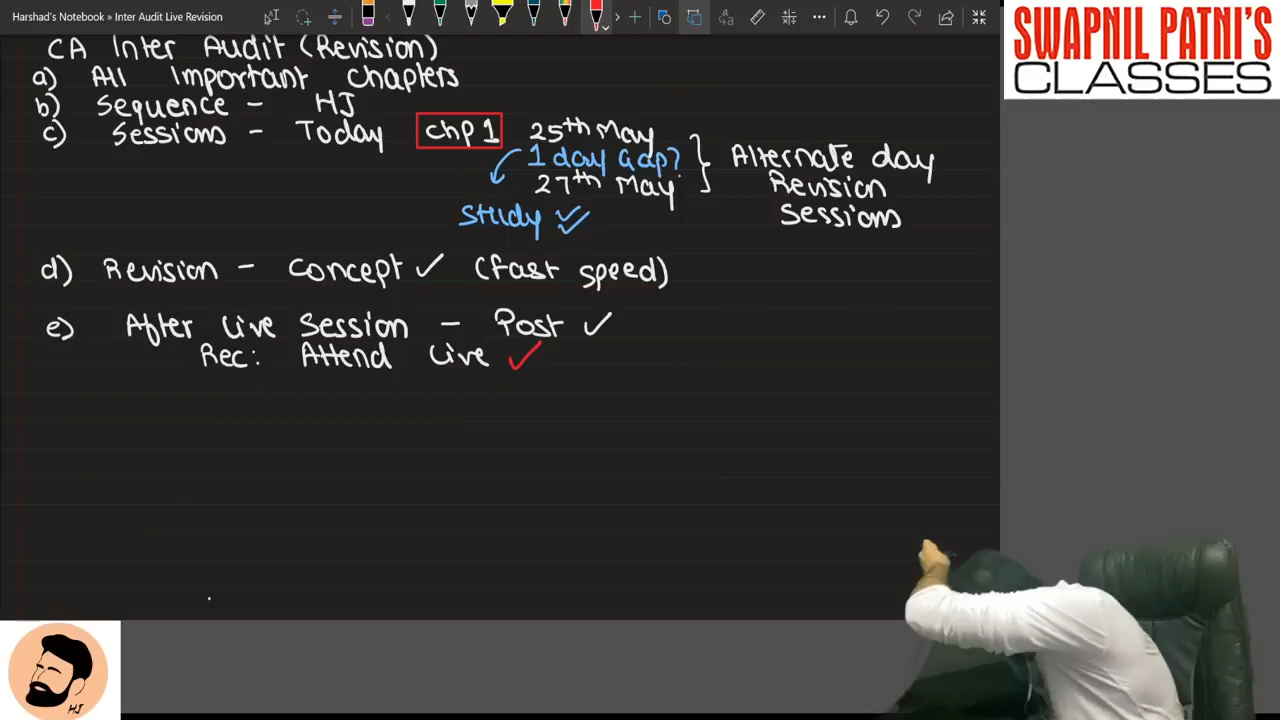 Harshad's Notebook » Inter Audit Live Revision
SWAPNIL PATNI'S
CLASSES
CA Inter Audit (Revision)
a) All Important Chapters
b) Sequence - HJ
c) Sessions - Today Chp 1 25th May
1 day Gap?
27th May
Alternate day
Revision
Sessions
Study
d) Revision - Concept ✓ (fast speed)
e) After Live Session - Post ✓
Rec: Attend Live ✓
HJ